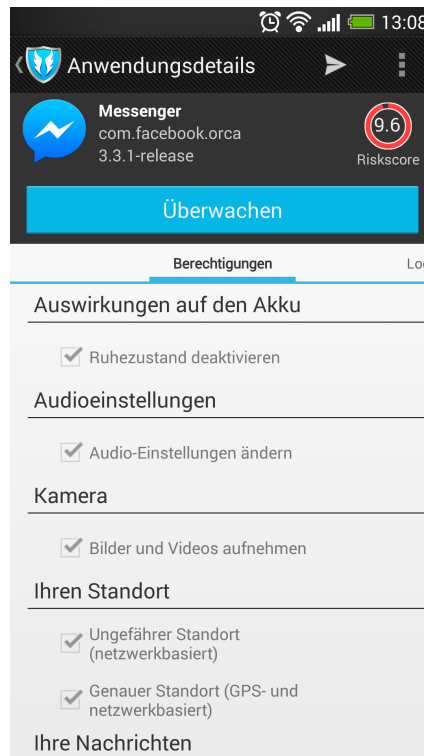 13:08
Anwendungsdetails
Messenger
com.facebook.orca
3.3.1-release
9.6
Riskscore
Überwachen
Berechtigungen
Auswirkungen auf den Akku
Ruhezustand deaktivieren
Audioeinstellungen
Audio-Einstellungen ändern
Kamera
Bilder und Videos aufnehmen
Ihren Standort
Ungefährer Standort
(netzwerkbasiert)
Genauer Standort (GPS- und
netzwerkbasiert)
Ihre Nachrichten